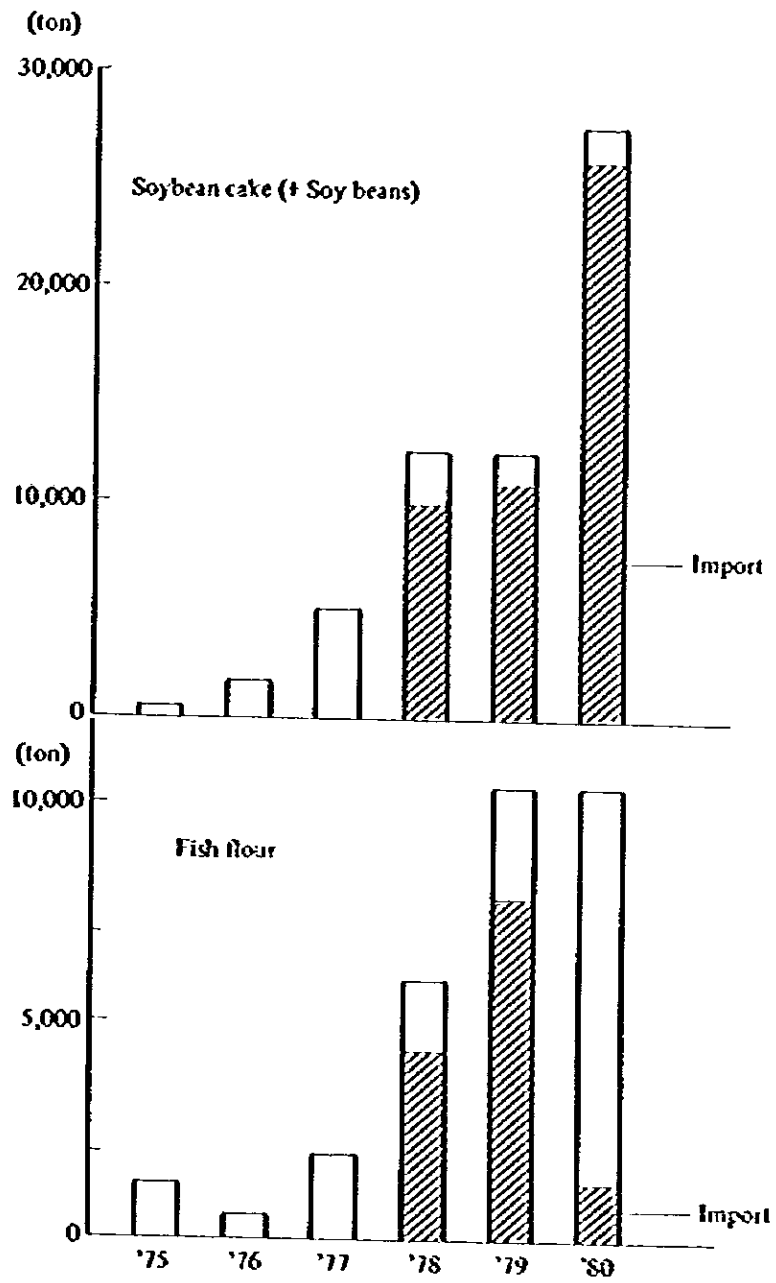 (ton)
30,000
Soybean cake (+ Soy beans)
20,000
10,000
Import
0
(ton)
10,000
Fish flour
5,000
Import
0
'75 '76 '77 '78 '79 '80